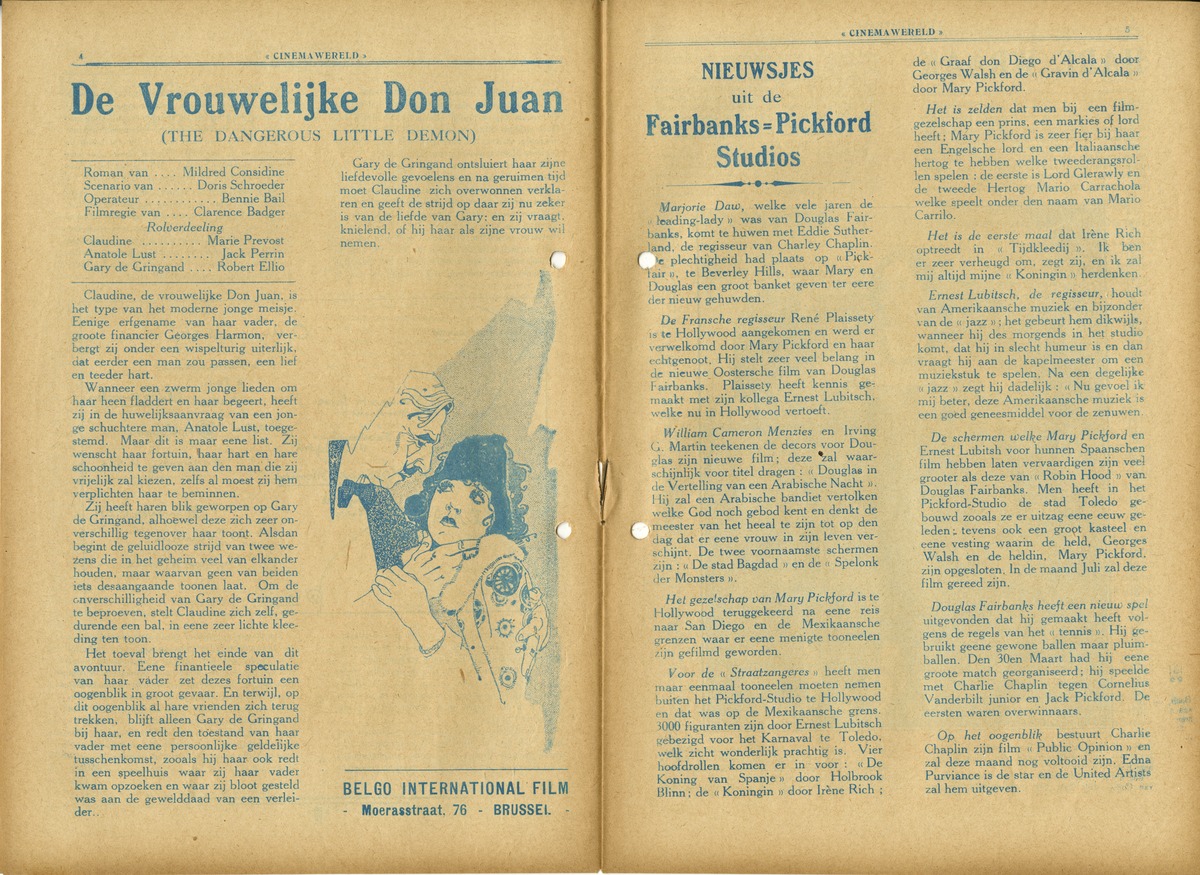 4
« CINEMAWERELD »
De Vrouwelijke Don Juan
(THE DANGEROUS LITTLE DEMON)
Roman van .... Mildred Considine
Scenario van ...... Doris Schroeder
Operateur ............ Bennie Bail
Filmregie van .... Clarence Badger
Rolverdeeling
Claudine .......... Marie Prevost
Anatole Lust ........ Jack Perrin
Gary de Gringand .... Robert Ellio
Claudine, de vrouwelijke Don Juan, is
het type van het moderne jonge meisje.
Eenige erfgename van haar vader, de
groote financier Georges Harmon, ver-
bergt zij onder een wispelturig uiterlijk,
dat eerder een man zou passen, een lief
en teeder hart.
Wanneer een zwerm jonge lieden om
haar heen fladdert en haar begeert, heeft
zij in de huwelijksaanvraag van een jon-
ge schuchtere man, Anatole Lust, toege-
stemd. Maar dit is maar eene list. Zij
wenscht haar fortuin, haar hart en hare
schoonheid te geven aan den man die zij
vrijelijk zal kiezen, zelfs al moest zij hem
verplichten haar te beminnen.
Zij heeft haren blik geworpen op Gary
de Gringand, alhoewel deze zich zeer on-
verschillig tegenover haar toont. Alsdan
begint de geluidlooze strijd van twee we-
zens die in het geheim veel van elkander
houden, maar waarvan geen van beiden
iets desaangaande toonen laat. Om de
onverschilligheid van Gary de Gringand
te beproeven, stelt Claudine zich zelf, ge-
durende een bal, in eene zeer lichte klee-
ding ten toon.
Het toeval brengt het einde van dit
avontuur. Eene finantieele speculatie
van haar vader zet dezes fortuin een
oogenblik in groot gevaar. En terwijl, op
dit oogenblik al hare vrienden zich terug
trekken, blijft alleen Gary de Gringand
bij haar, en redt den toestand van haar
vader met eene persoonlijke geldelijke
tusschenkomst, zooals hij haar ook redt
in een speelhuis waar zij haar vader
kwam opzoeken en waar zij bloot gesteld
was aan de gewelddaad van een verlei-
der..
Gary de Gringand ontsluiert haar zijne
liefdevolle gevoelens en na geruimen tijd
moet Claudine zich overwonnen verkla-
ren en geeft de strijd op daar zij nu zeker
is van de liefde van Gary; en zij vraagt,
knielend, of hij haar als zijne vrouw wil
nemen.
BELGO INTERNATIONAL FILM
- Moerasstraat, 76 - BRUSSEL. -
« CINEMAWERELD »
5
NIEUWSJES
uit de
Fairbanks=Pickford
Studios
Marjorie Daw, welke vele jaren de
« leading-lady » was van Douglas Fair-
banks, komt te huwen met Eddie Suther-
land, de regisseur van Charley Chaplin.
De plechtigheid had plaats op « Pick-
fair », te Beverley Hills, waar Mary en
Douglas een groot banket geven ter eere
der nieuw gehuwden.
De Fransche regisseur René Plaissety
is te Hollywood aangekomen en werd er
verwelkomd door Mary Pickford en haar
echtgenoot. Hij stelt zeer veel belang in
de nieuwe Oostersche film van Douglas
Fairbanks. Plaissety heeft kennis ge-
maakt met zijn kollega Ernest Lubitsch,
welke nu in Hollywood vertoeft.
William Cameron Menzies en Irving
G. Martin teekenen de decors voor Dou-
glas zijn nieuwe film; deze zal waar-
schijnlijk voor titel dragen : « Douglas in
de Vertelling van een Arabische Nacht ».
Hij zal een Arabische bandiet vertolken
welke God noch gebod kent en denkt de
meester van het heeal te zijn tot op den
dag dat er eene vrouw in zijn leven ver-
schijnt. De twee voornaamste schermen
zijn : « De stad Bagdad » en de « Spelonk
der Monsters ».
Het gezelschap van Mary Pickford is te
Hollywood teruggekeerd na eene reis
naar San Diego en de Mexikaansche
grenzen waar er eene menigte tooneelen
zijn gefilmd geworden.
Voor de « Straatzangeres » heeft men
maar eenmaal tooneelen moeten nemen
buiten het Pickford-Studio te Hollywood
en dat was op de Mexikaansche grens.
3000 figuranten zijn door Ernest Lubitsch
gebezigd voor het Karnaval te Toledo,
welk zicht wonderlijk prachtig is. Vier
hoofdrollen komen er in voor : « De
Koning van Spanje » door Holbrook
Blinn; de « Koningin » door Irène Rich ;
de « Graaf don Diego d'Alcala » door
Georges Walsh en de « Gravin d'Alcala »
door Mary Pickford.
Het is zelden dat men bij een film-
gezelschap een prins, een markies of lord
heeft; Mary Pickford is zeer fier bij haar
een Engelsche lord en een Italiaansche
hertog te hebben welke tweederangsrol-
len spelen : de eerste is Lord Glerawly en
de tweede Hertog Mario Carrachola
welke speelt onder den naam van Mario
Carrilo.
Het is de eerste maal dat Irène Rich
optreedt in « Tijdkleedij ». Ik ben
er zeer verheugd om, zegt zij, en ik zal
mij altijd mijne « Koningin » herdenken.
Ernest Lubitsch, de regisseur, houdt
van Amerikaansche muziek en bijzonder
van de « jazz » ; het gebeurt hem dikwijls,
wanneer hij des morgends in het studio
komt, dat hij in slecht humeur is en dan
vraagt hij aan de kapelmeester om een
muziekstuk te spelen. Na een degelijke
« jazz » zegt hij dadelijk : « Nu gevoel ik
mij beter, deze Amerikaansche muziek is
een goed geneesmiddel voor de zenuwen.
De schermen welke Mary Pickford en
Ernest Lubitsh voor hunnen Spaanschen
film hebben laten vervaardigen zijn veel
grooter als deze van « Robin Hood » van
Douglas Fairbanks. Men heeft in het
Pickford-Studio de stad Toledo ge-
bouwd zooals ze er uitzag eene eeuw ge-
leden ; tevens ook een groot kasteel en
eene vesting waarin de held, Georges
Walsh en de heldin, Mary Pickford,
zijn opgesloten. In de maand Juli zal deze
film gereed zijn.
Douglas Fairbanks heeft een nieuw spel
uitgevonden dat hij gemaakt heeft vol-
gens de regels van het « tennis ». Hij ge-
bruikt geene gewone ballen maar pluim-
ballen. Den 30en Maart had hij eene
groote match georganiseerd; hij speelde
met Charlie Chaplin tegen Cornelius
Vanderbilt junior en Jack Pickford. De
eersten waren overwinnaars.
Op het oogenblik bestuurt Charlie
Chaplin zijn film « Public Opinion » en
zal deze maand nog voltooid zijn. Edna
Purviance is de star en de United Artists
zal hem uitgeven.